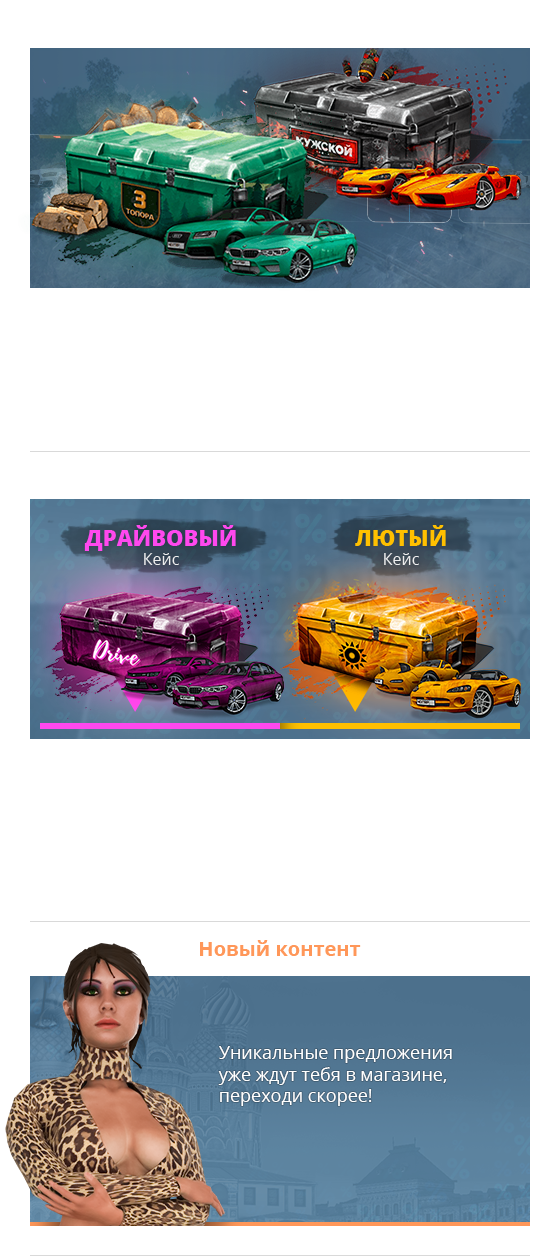 МУЖСКОЙ
3
ТОПОРА
ДРАЙВОВЫЙ
Кейс
ЛЮТЫЙ
Кейс
Drive
Новый контент
Уникальные предложения
уже ждут тебя в магазине,
переходи скорее!